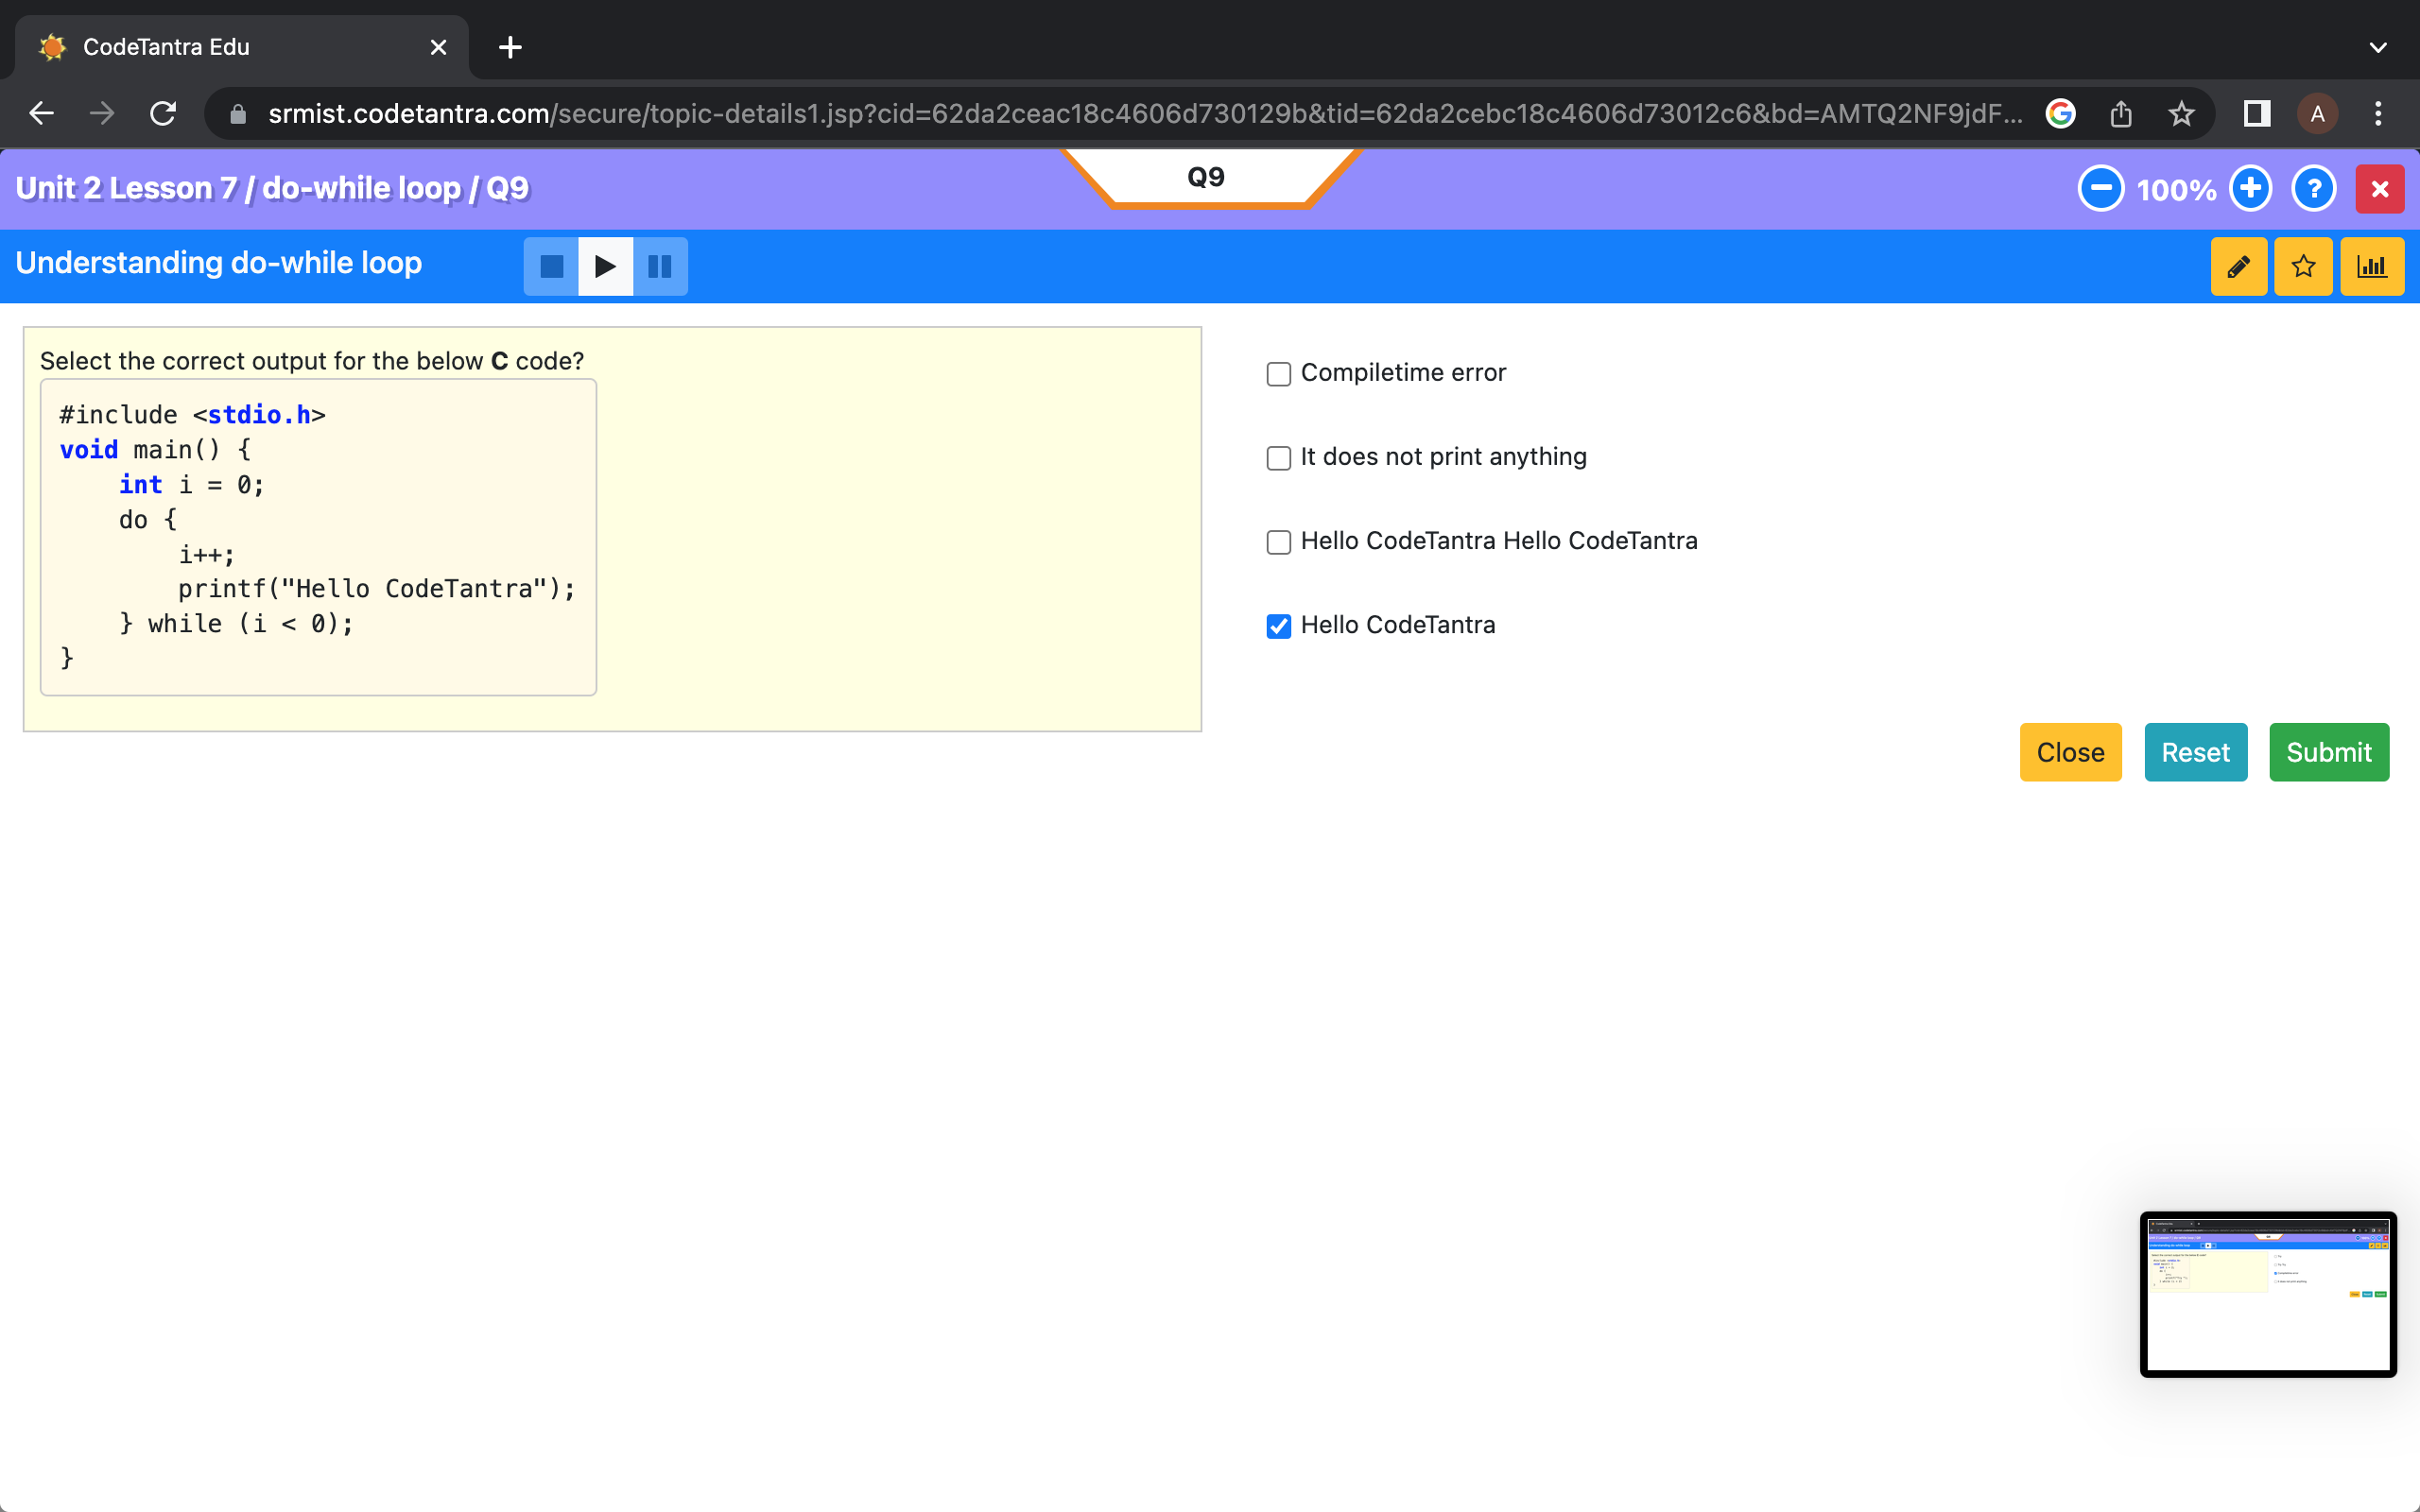 CodeTantra Edu
srmist.codetantra.com/secure/topic-details1.jsp?cid=62da2ceac18c4606d730129b&tid=62da2cebc18c4606d73012c6&bd=AMTQ2NF9jdF...
A
Unit 2 Lesson 7 / do-while loop / Q9
Q9
100%
?
Understanding do-while loop
Select the correct output for the below C code?
#include <stdio.h>
void main() {
    int i = 0;
    do {
        i++;
        printf("Hello CodeTantra");
    } while (i < 0);
}
Compiletime error
It does not print anything
Hello CodeTantra Hello CodeTantra
Hello CodeTantra
Close
Reset
Submit